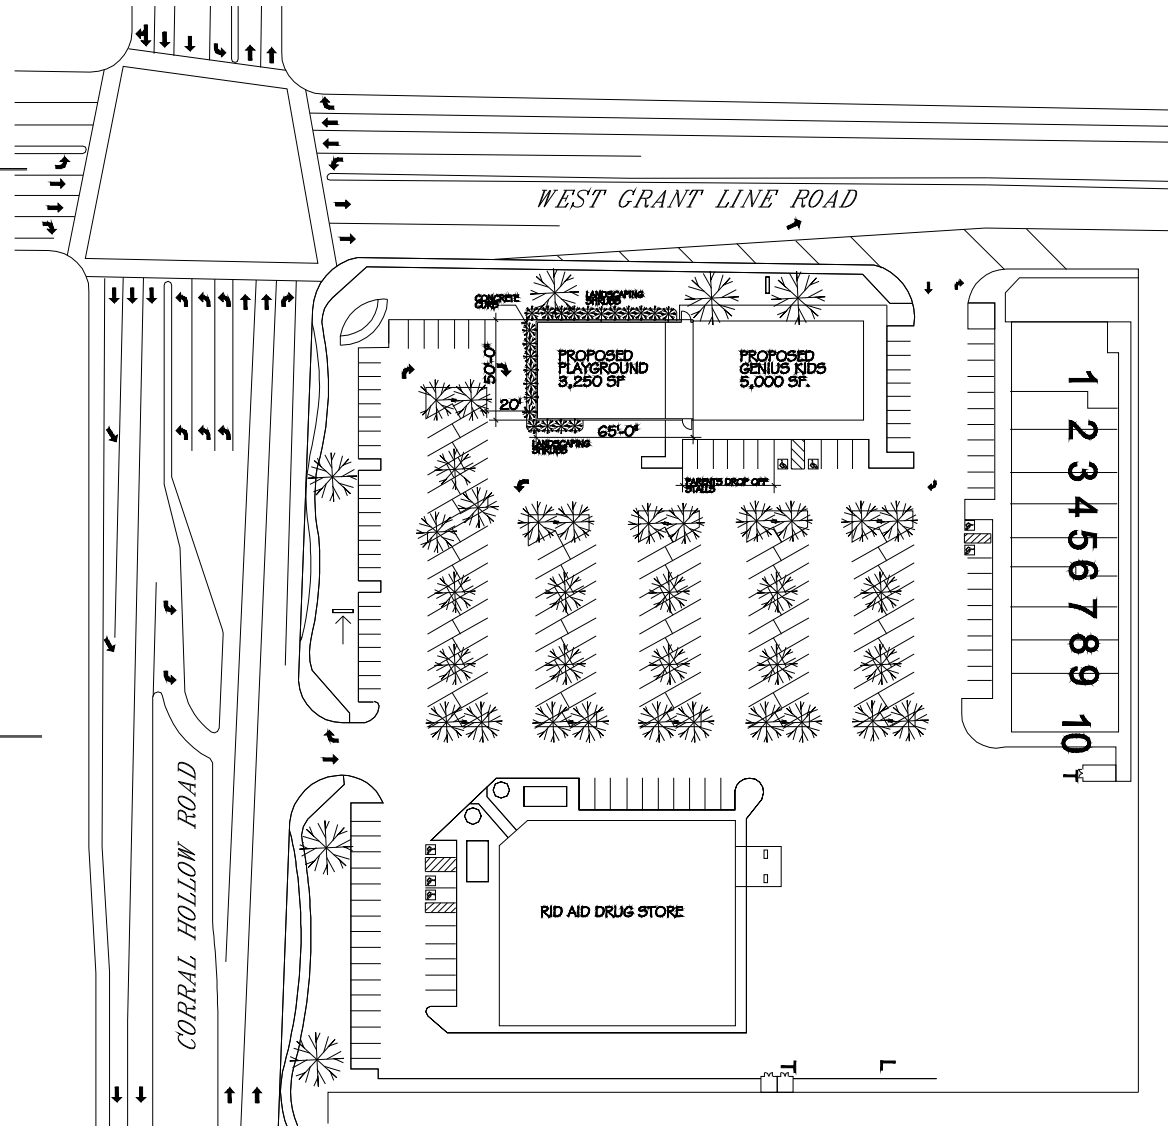 WEST GRANT LINE ROAD
CONCRETE
CURB
LANDSCAPING
SHRUBS
PROPOSED
PLAYGROUND
3,250 SF
PROPOSED
GENIUS KIDS
5,000 SF.
50'-0"
20'
65'-0"
LANDSCAPING
SHRUBS
PARENTS DROP OFF
STALLS
1
2
3
4
5
6
7
8
9
10
T
CORRAL HOLLOW ROAD
RID AID DRUG STORE
T
L